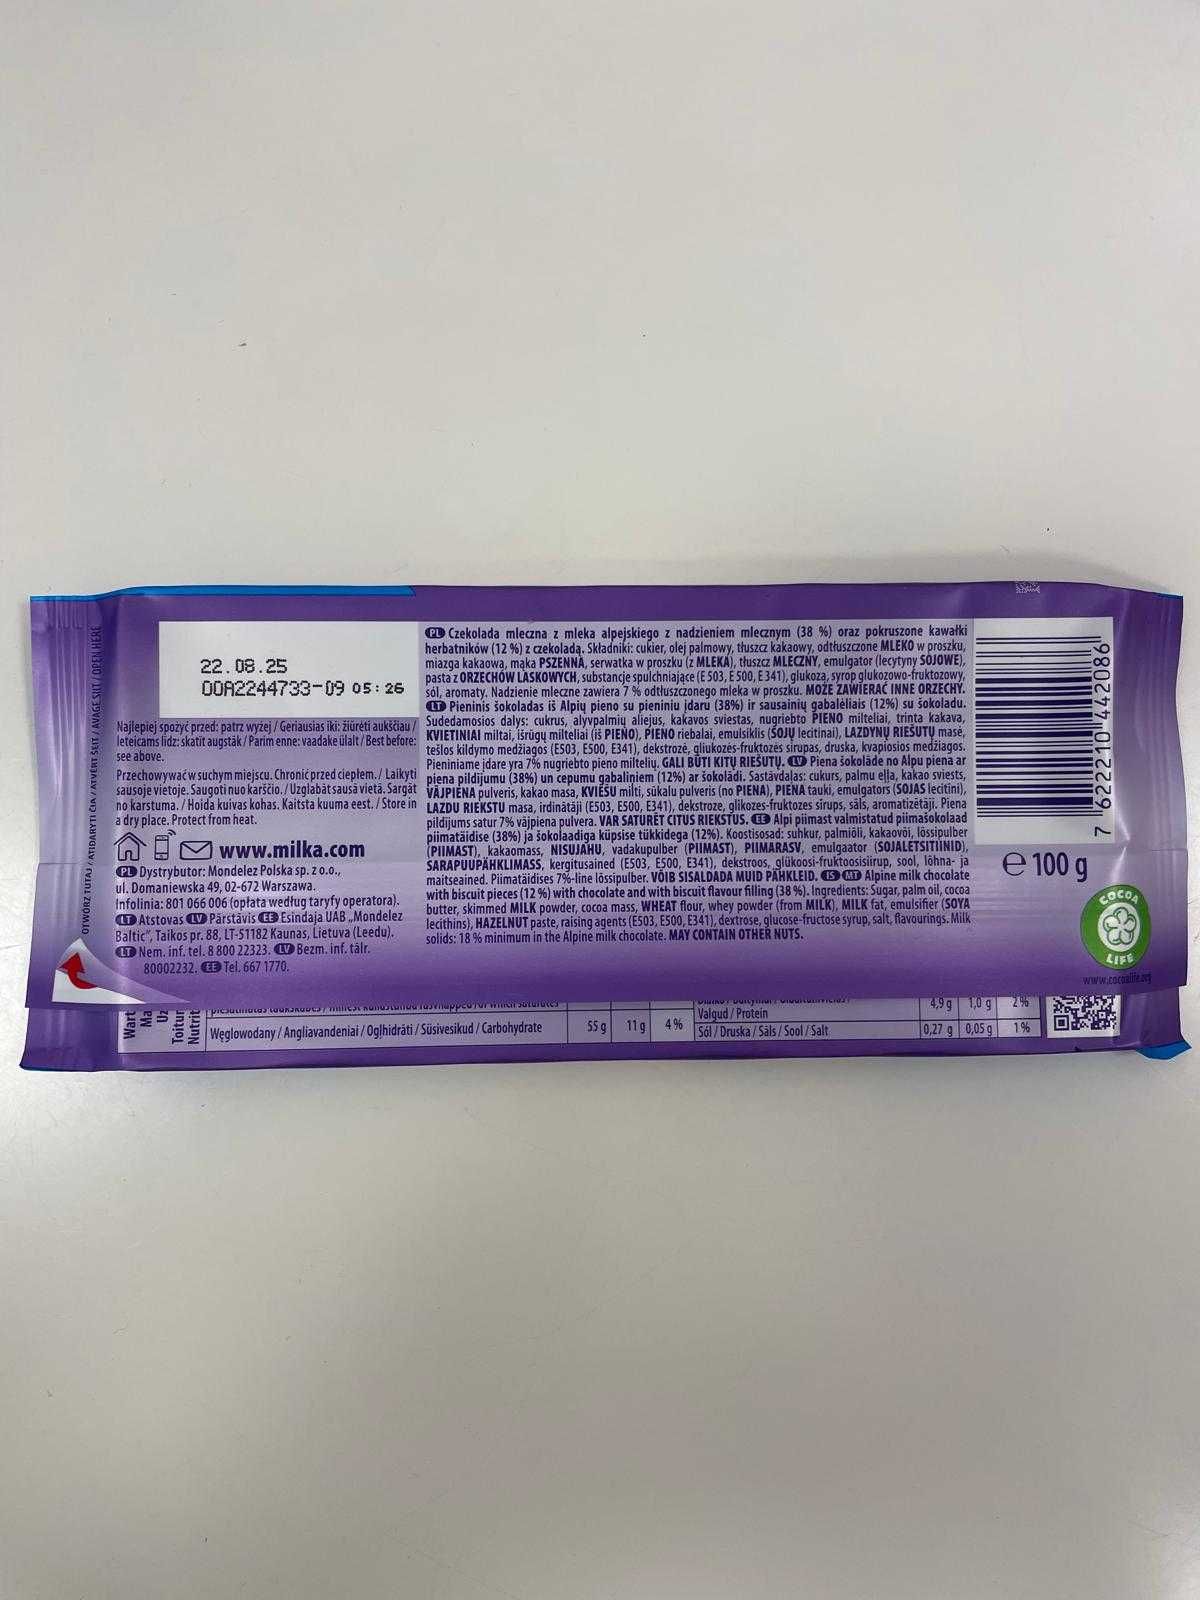 OTWÓRZ TUTAJ / ATIDARYTI ČIA / ATVĒRT ŠEIT / AVAGE SIIT / OPEN HERE
22.08.25
OOA2244733-09 05:26
Najlepiej spożyć przed: patrz wyżej / Geriausias iki: žiūrėti aukščiau /
Ieteicams līdz: skatīt augstāk / Parim enne: vaadake ülalt / Best before:
see above.
Przechowywać w suchym miejscu. Chronić przed ciepłem. / Laikyti
sausoje vietoje. Saugoti nuo karščio. / Uzglabāt sausā vietā. Sargāt
no karstuma. / Hoida kuivas kohas. Kaitsta kuuma eest. / Store in
a dry place. Protect from heat.
www.milka.com
PL Dystrybutor: Mondelez Polska sp. z o.o.,
ul. Domaniewska 49, 02-672 Warszawa.
Infolinia: 801 066 006 (opłata według taryfy operatora).
LT Atstovas LV Pārstāvis EE Esindaja UAB „Mondelez
Baltic”, Taikos pr. 88, LT-51182 Kaunas, Lietuva (Leedu).
LT Nem. inf. tel. 8 800 22323. LV Bezm. inf. tālr.
80002232. EE Tel. 667 1770.
PL Czekolada mleczna z mleka alpejskiego z nadzieniem mlecznym (38 %) oraz pokruszone kawałki
herbatników (12 %) z czekoladą. Składniki: cukier, olej palmowy, tłuszcz kakaowy, odtłuszczone MLEKO w proszku,
miazga kakaowa, mąka PSZENNA, serwatka w proszku (z MLEKA), tłuszcz MLECZNY, emulgator (lecytyny SOJOWE),
pasta z ORZECHÓW LASKOWYCH, substancje spulchniające (E 503, E 500, E 341), glukoza, syrop glukozowo-fruktozowy,
sól, aromaty. Nadzienie mleczne zawiera 7 % odtłuszczonego mleka w proszku. MOŻE ZAWIERAĆ INNE ORZECHY.
LT Pieninis šokoladas iš Alpių pieno su pieniniu įdaru (38%) ir sausainių gabalėliais (12%) su šokoladu.
Sudedamosios dalys: cukrus, alyvpalmių aliejus, kakavos sviestas, nugriebto PIENO milteliai, trinta kakava,
KVIETINIAI miltai, išrūgų milteliai (iš PIENO), PIENO riebalai, emulsiklis (SOJŲ lecitinai), LAZDYNŲ RIEŠUTŲ masė,
tešlos kildymo medžiagos (E503, E500, E341), dekstrozė, gliukozės-fruktozės sirupas, druska, kvapiosios medžiagos.
Pieniniame įdare yra 7% nugriebto pieno miltelių. GALI BŪTI KITŲ RIEŠUTŲ. LV Piena šokolāde no Alpu piena ar
piena pildījumu (38%) un cepumu gabaliņiem (12%) ar šokolādi. Sastāvdaļas: cukurs, palmu eļļa, kakao sviests,
VĀJPIENA pulveris, kakao masa, KVIEŠU milti, sūkalu pulveris (no PIENA), PIENA tauki, emulgators (SOJAS lecitīni),
LAZDU RIEKSTU masa, irdinātāji (E503, E500, E341), dekstroze, glikozes-fruktozes sīrups, sāls, aromatizētāji. Piena
pildījums satur 7% vājpiena pulvera. VAR SATURĒT CITUS RIEKSTUS. EE Alpi piimast valmistatud piimašokolaad
piimatäidise (38%) ja šokolaadiga küpsise tükkidega (12%). Koostisosad: suhkur, palmiõli, kakaovõi, lõssipulber
(PIIMAST), kakaomass, NISUJAHU, vadakupulber (PIIMAST), PIIMARASV, emulgaator (SOJALETSITIINID),
SARAPUUPÄHKLIMASS, kergitusained (E503, E500, E341), dekstroos, glükoosi-fruktoosisiirup, sool, lõhna- ja
maitseained. Piimatäidises 7%-line lõssipulber. VÕIB SISALDADA MUID PÄHKLEID. IS MT Alpine milk chocolate
with biscuit pieces (12 %) with chocolate and with biscuit flavour filling (38 %). Ingredients: Sugar, palm oil, cocoa
butter, skimmed MILK powder, cocoa mass, WHEAT flour, whey powder (from MILK), MILK fat, emulsifier (SOYA
lecithins), HAZELNUT paste, raising agents (E503, E500, E341), dextrose, glucose-fructose syrup, salt, flavourings. Milk
solids: 18 % minimum in the Alpine milk chocolate. MAY CONTAIN OTHER NUTS.
7 622210 442086
e 100 g
COCOA
LIFE
www.cocoalife.org
Węglowodany / Angliavandeniai / Ogļhidrāti / Süsivesikud / Carbohydrate 55 g 11 g 4 %
Valgud / Protein 4,9 g 1,0 g 2 %
Sól / Druska / Sāls / Sool / Salt 0,27 g 0,05 g 1 %